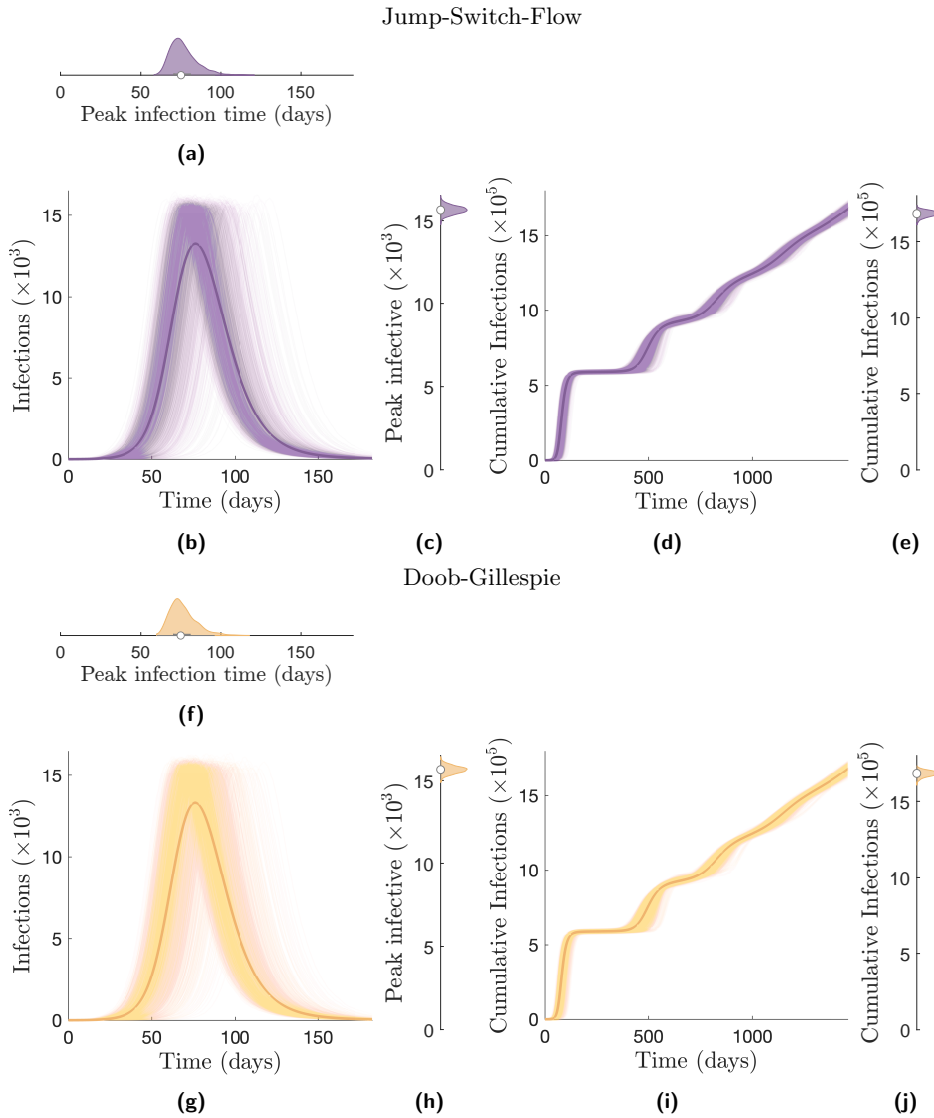 Jump-Switch-Flow
0 50 100 150
Peak infection time (days)
(a)
Infections (×10³)
15
10
5
0
0 50 100 150
Time (days)
(b)
Peak infective (×10³)
15
10
5
0
(c)
Cumulative Infections (×10⁵)
15
10
5
0
0 500 1000
Time (days)
(d)
Cumulative Infections (×10⁵)
15
10
5
0
(e)
Doob-Gillespie
0 50 100 150
Peak infection time (days)
(f)
Infections (×10³)
15
10
5
0
0 50 100 150
Time (days)
(g)
Peak infective (×10³)
15
10
5
0
(h)
Cumulative Infections (×10⁵)
15
10
5
0
0 500 1000
Time (days)
(i)
Cumulative Infections (×10⁵)
15
10
5
0
(j)